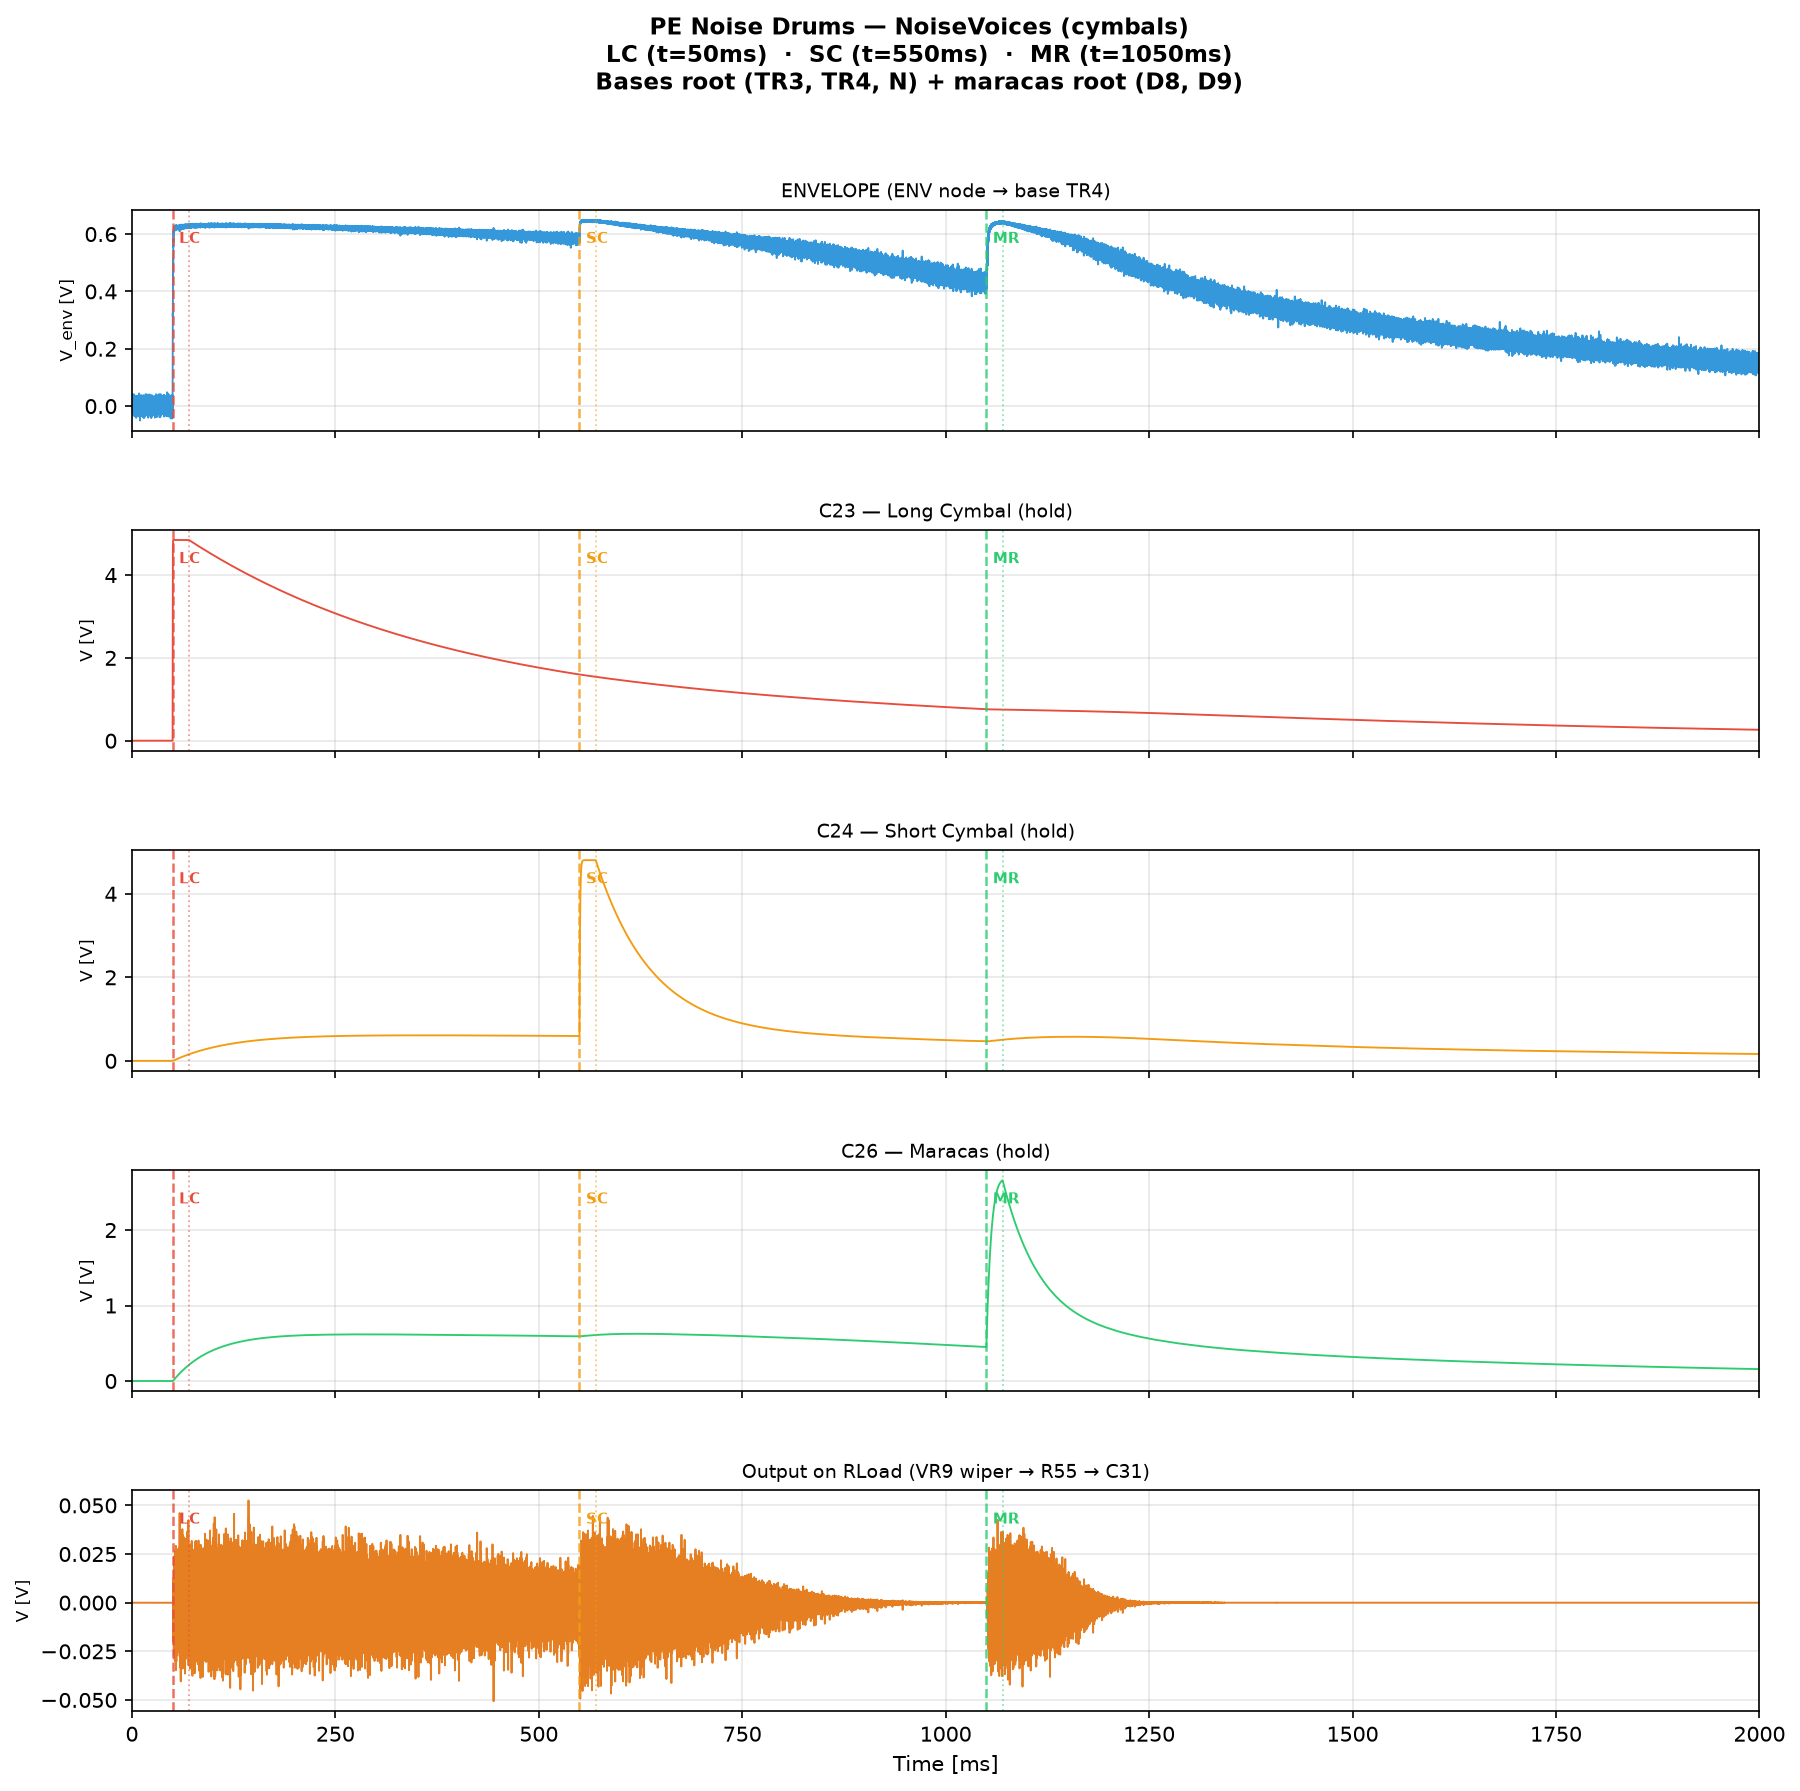 PE Noise Drums — NoiseVoices (cymbals)
LC (t=50ms)  ·  SC (t=550ms)  ·  MR (t=1050ms)
Bases root (TR3, TR4, N) + maracas root (D8, D9)
ENVELOPE (ENV node → base TR4)
V_env [V]
0.6
0.4
0.2
0.0
LC
SC
MR
C23 — Long Cymbal (hold)
V [V]
4
2
0
LC
SC
MR
C24 — Short Cymbal (hold)
V [V]
4
2
0
LC
SC
MR
C26 — Maracas (hold)
V [V]
2
1
0
LC
SC
MR
Output on RLoad (VR9 wiper → R55 → C31)
V [V]
0.050
0.025
0.000
−0.025
−0.050
LC
SC
MR
0 250 500 750 1000 1250 1500 1750 2000
Time [ms]